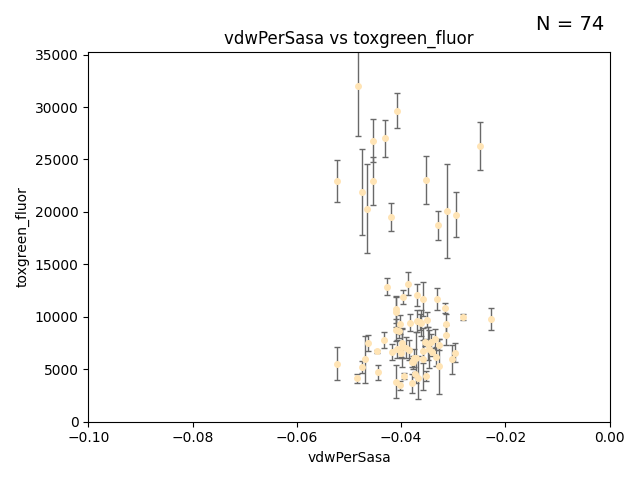 N = 74
vdwPerSasa vs toxgreen_fluor
35000
30000
25000
20000
15000
10000
5000
0
toxgreen_fluor
−0.10 −0.08 −0.06 −0.04 −0.02 0.00
vdwPerSasa